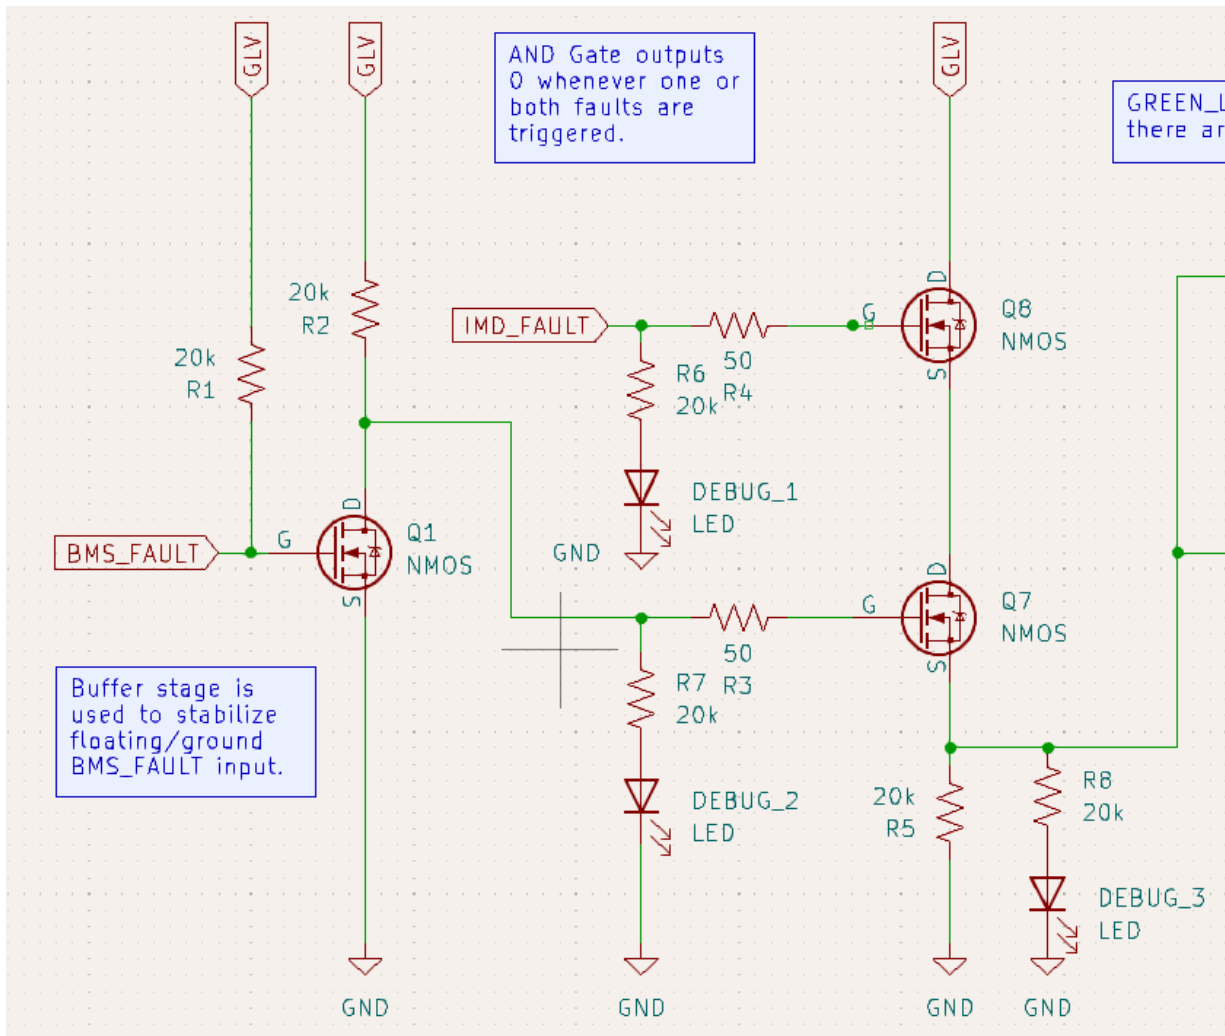 GLV
GLV
AND Gate outputs
0 whenever one or
both faults are
triggered.
GLV
GREEN_L
there ar
20k
R2
20k
R1
IMD_FAULT
50
R4
R6
20k
G
D
S
Q8
NMOS
DEBUG_1
LED
GND
BMS_FAULT
G
D
S
Q1
NMOS
G
D
S
Q7
NMOS
50
R3
R7
20k
Buffer stage is
used to stabilize
floating/ground
BMS_FAULT input.
DEBUG_2
LED
20k
R5
R8
20k
DEBUG_3
LED
GND
GND
GND
GND